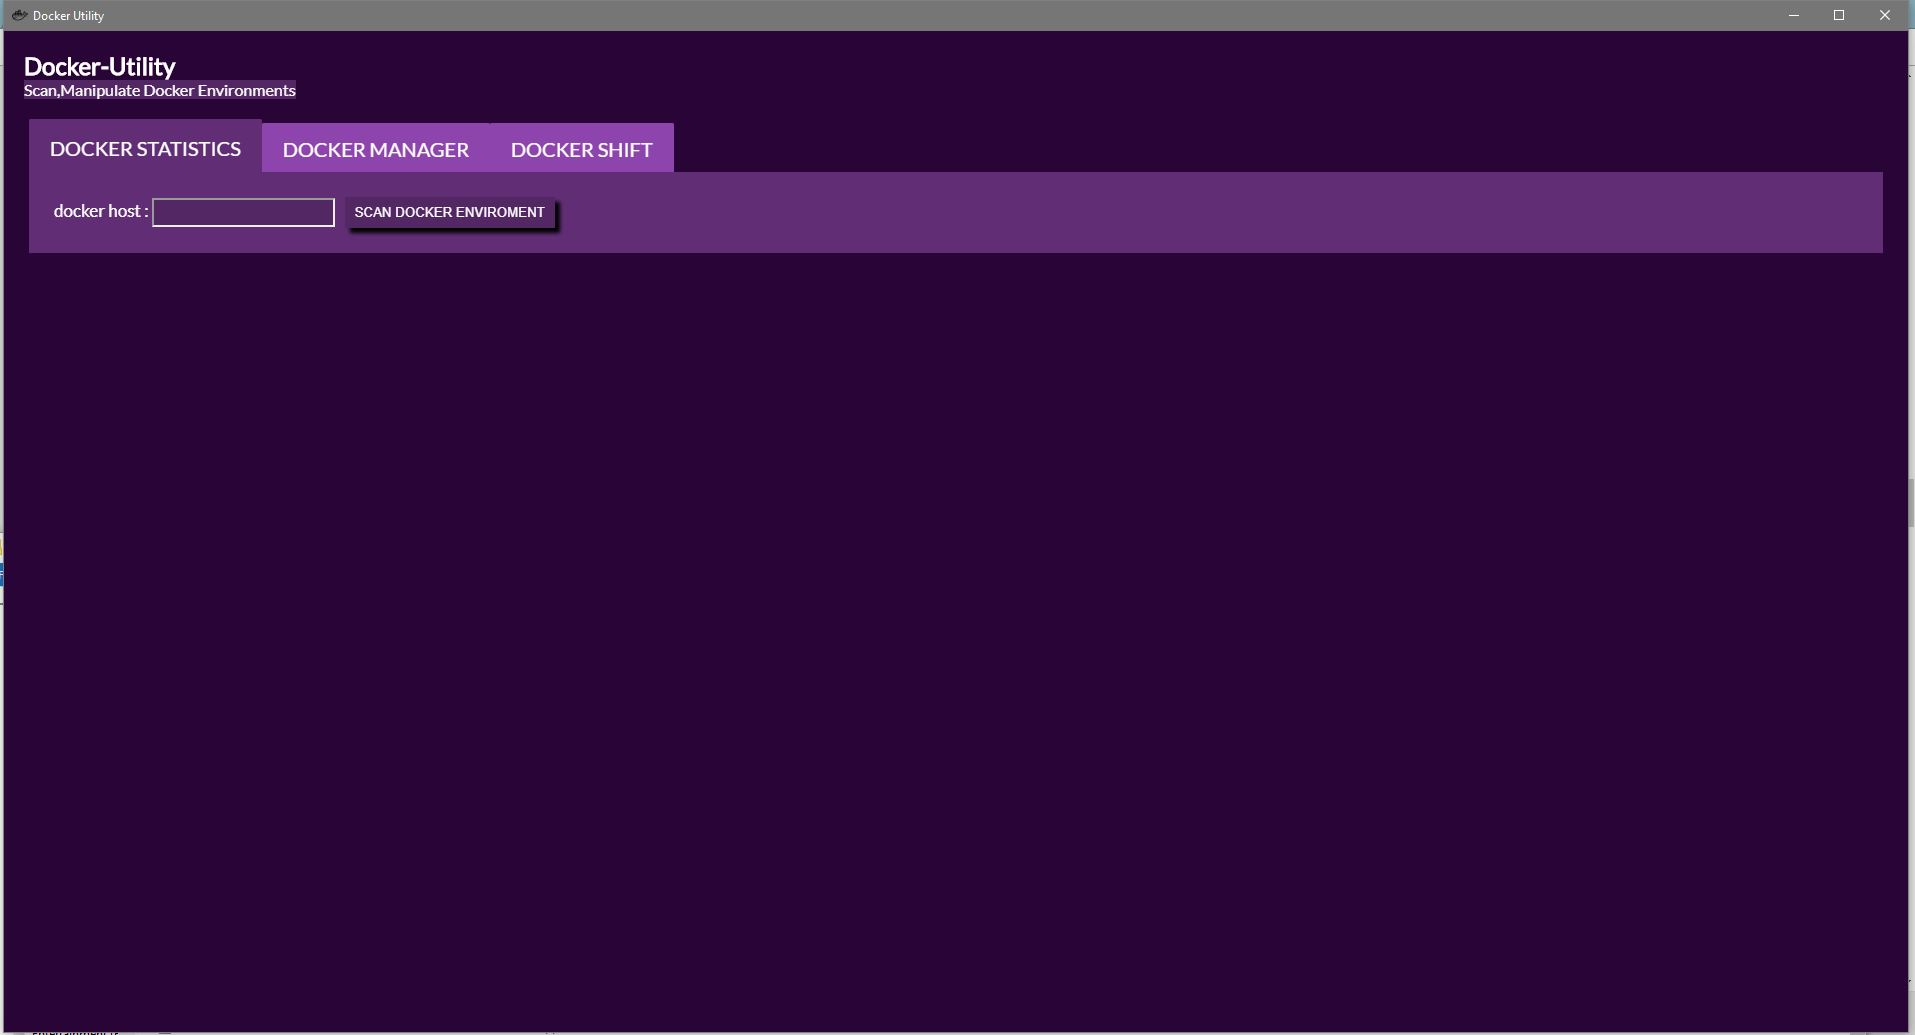 Docker Utility
Docker-Utility
Scan,Manipulate Docker Environments
DOCKER STATISTICS
DOCKER MANAGER
DOCKER SHIFT
docker host :
SCAN DOCKER ENVIROMENT